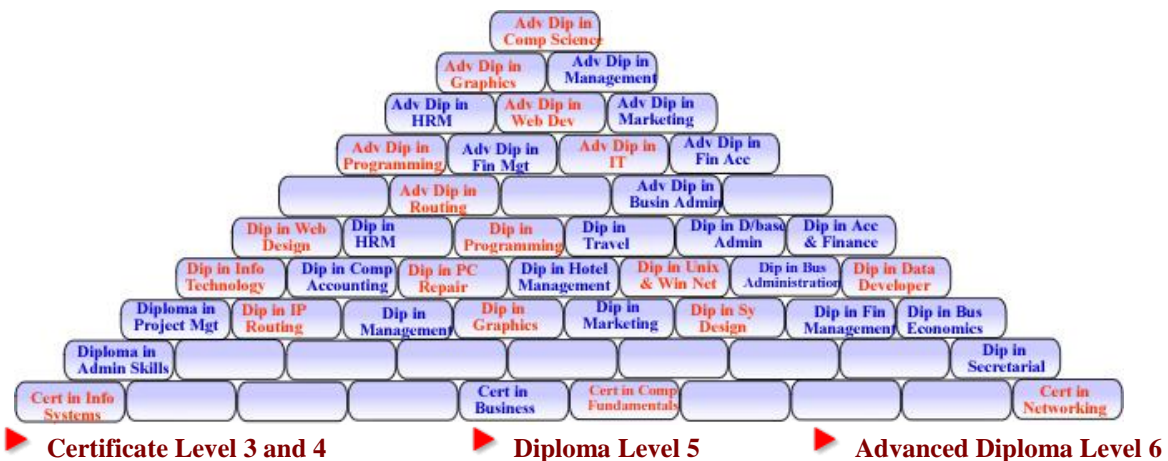 Adv Dip in
Comp Science
Adv Dip in
Graphics
Adv Dip in
Management
Adv Dip in
HRM
Adv Dip in
Web Dev
Adv Dip in
Marketing
Adv Dip in
Programming
Adv Dip in
Fin Mgt
Adv Dip in
IT
Adv Dip in
Fin Acc
Adv Dip in
Routing
Adv Dip in
Busin Admin
Dip in Web
Design
Dip in
HRM
Dip in
Programming
Dip in
Travel
Dip in D/base
Admin
Dip in Acc
& Finance
Dip in Info
Technology
Dip in Comp
Accounting
Dip in PC
Repair
Dip in Hotel
Management
Dip in Unix
& Win Net
Dip in Bus
Administration
Dip in Data
Developer
Diploma in
Project Mgt
Dip in IP
Routing
Dip in
Management
Dip in
Graphics
Dip in
Marketing
Dip in Sy
Design
Dip in Fin
Management
Dip in Bus
Economics
Diploma in
Admin Skills
Dip in
Secretarial
Cert in Info
Systems
Cert in
Business
Cert in Comp
Fundamentals
Cert in
Networking
Certificate Level 3 and 4
Diploma Level 5
Advanced Diploma Level 6